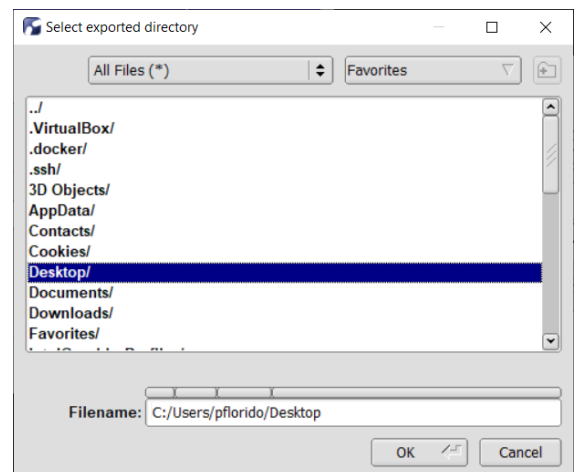 Select exported directory
All Files (*) Favorites
../
.VirtualBox/
.docker/
.ssh/
3D Objects/
AppData/
Contacts/
Cookies/
Desktop/
Documents/
Downloads/
Favorites/
Filename: C:/Users/pflorido/Desktop
OK Cancel